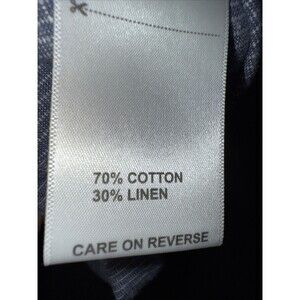 70% COTTON
30% LINEN
CARE ON REVERSE